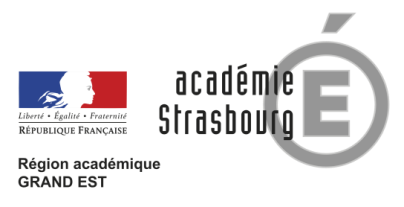 académie
Strasbourg
É
Liberté • Égalité • Fraternité
RÉPUBLIQUE FRANÇAISE
Région académique
GRAND EST